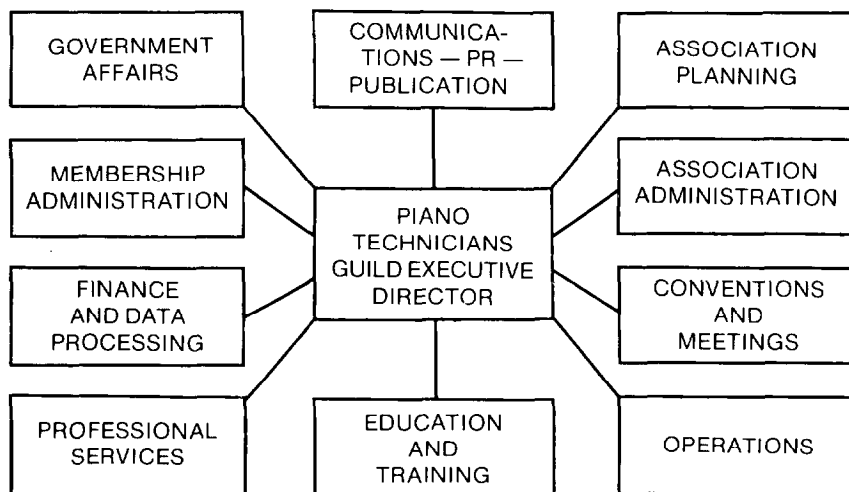 GOVERNMENT
AFFAIRS
COMMUNICA-
TIONS — PR —
PUBLICATION
ASSOCIATION
PLANNING
MEMBERSHIP
ADMINISTRATION
PIANO
TECHNICIANS
GUILD EXECUTIVE
DIRECTOR
ASSOCIATION
ADMINISTRATION
FINANCE
AND DATA
PROCESSING
CONVENTIONS
AND
MEETINGS
PROFESSIONAL
SERVICES
EDUCATION
AND
TRAINING
OPERATIONS